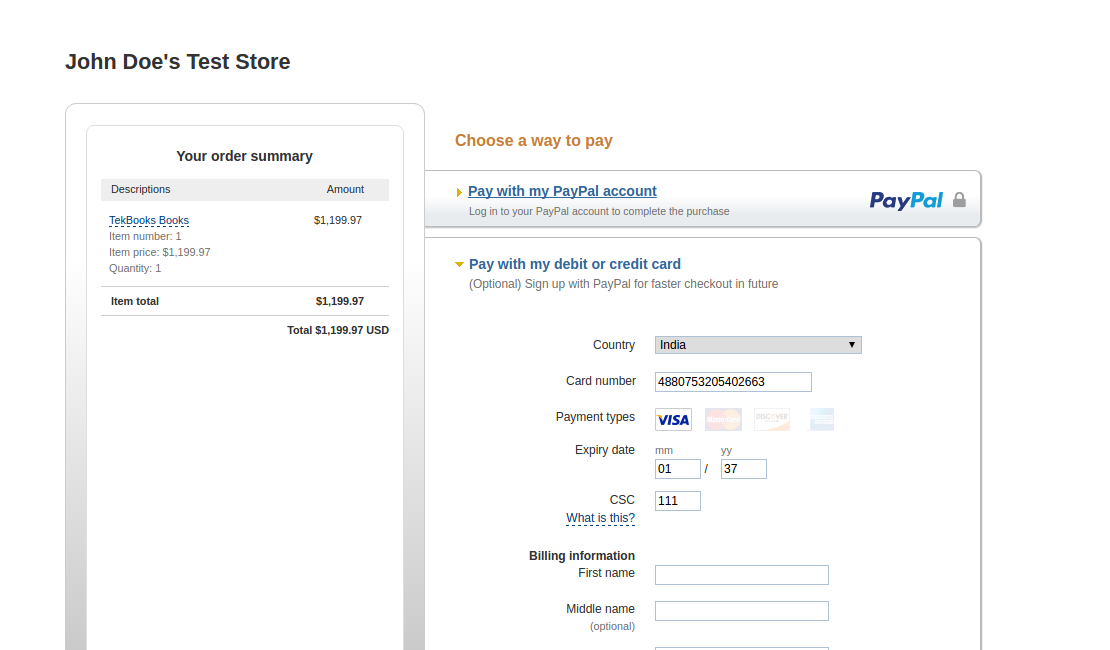 John Doe's Test Store
Your order summary
Descriptions Amount
TekBooks Books $1,199.97
Item number: 1
Item price: $1,199.97
Quantity: 1
Item total $1,199.97
Total $1,199.97 USD
Choose a way to pay
Pay with my PayPal account
Log in to your PayPal account to complete the purchase
PayPal
Pay with my debit or credit card
(Optional) Sign up with PayPal for faster checkout in future
Country India
Card number 4880753205402663
Payment types VISA MasterCard DISCOVER
Expiry date mm yy
01 / 37
CSC 111
What is this?
Billing information
First name
Middle name
(optional)